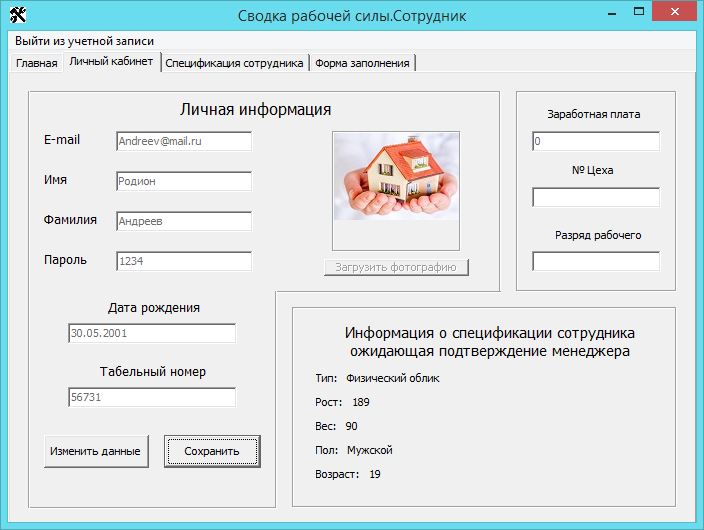 Сводка рабочей силы.Сотрудник
Выйти из учетной записи
Главная
Личный кабинет
Спецификация сотрудника
Форма заполнения
Личная информация
E-mail
Andreev@mail.ru
Имя
Родион
Фамилия
Андреев
Пароль
1234
Загрузить фотографию
Дата рождения
30.05.2001
Табельный номер
56731
Изменить данные
Сохранить
Заработная плата
0
№ Цеха
Разряд рабочего
Информация о спецификации сотрудника
ожидающая подтверждение менеджера
Тип: Физический облик
Рост: 189
Вес: 90
Пол: Мужской
Возраст: 19